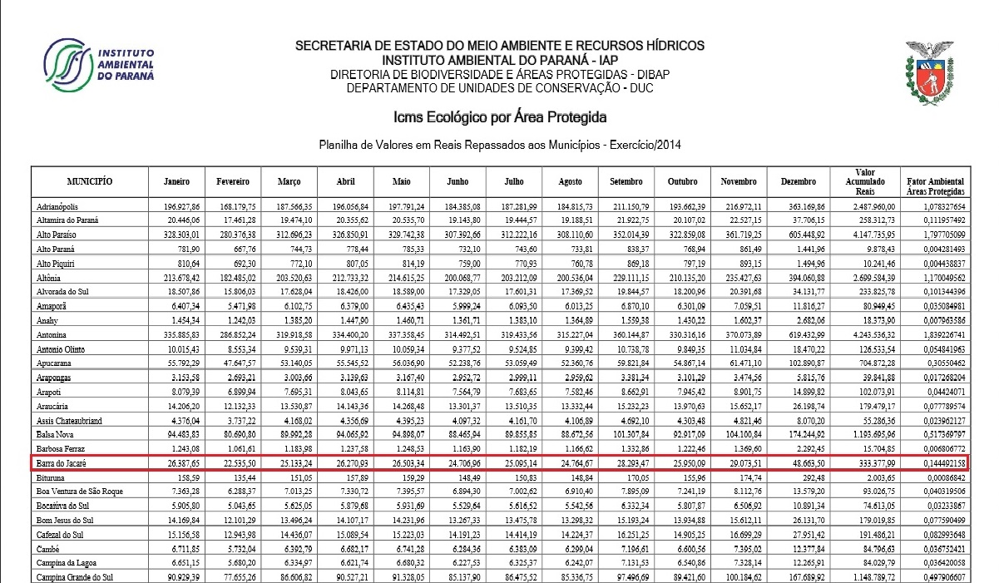 INSTITUTO
AMBIENTAL
DO PARANÁ
SECRETARIA DE ESTADO DO MEIO AMBIENTE E RECURSOS HÍDRICOS
INSTITUTO AMBIENTAL DO PARANÁ - IAP
DIRETORIA DE BIODIVERSIDADE E ÁREAS PROTEGIDAS - DIBAP
DEPARTAMENTO DE UNIDADES DE CONSERVAÇÃO - DUC
Icms Ecológico por Área Protegida
Planilha de Valores em Reais Repassados aos Municípios - Exercício/2014
MUNICIPÍO Janeiro Fevereiro Março Abril Maio Junho Julho Agosto Setembro Outubro Novembro Dezembro Valor Acumulado Reais Fator Ambiental Áreas Protegidas
Adrianópolis 196.927,86 168.179,75 187.566,35 196.056,84 197.791,24 184.385,08 187.281,99 184.815,73 211.150,79 193.662,39 216.972,11 363.169,86 2.487.960,00 1,078327654
Altamira do Paraná 20.446,06 17.461,28 19.474,10 20.355,62 20.535,70 19.143,80 19.444,57 19.188,51 21.922,75 20.107,02 22.527,15 37.706,15 258.312,73 0,111957492
Alto Paraíso 328.303,01 280.376,38 312.696,23 326.850,91 329.742,38 307.392,66 312.222,16 308.110,60 352.014,39 322.859,08 361.719,25 605.448,92 4.147.735,95 1,797705099
Alto Paraná 781,90 667,76 744,73 778,44 785,33 732,10 743,60 733,81 838,37 768,94 861,49 1.441,96 9.878,43 0,004281493
Alto Piquiri 810,64 692,30 772,10 807,05 814,19 759,00 770,93 760,78 869,18 797,19 893,15 1.494,96 10.241,46 0,004438837
Altônia 213.678,42 182.485,02 203.520,63 212.733,32 214.615,25 200.068,77 203.212,09 200.536,04 229.111,15 210.135,20 235.427,63 394.060,88 2.699.584,39 1,170049562
Alvorada do Sul 18.507,86 15.806,03 17.628,04 18.426,00 18.589,00 17.329,05 17.601,31 17.369,52 19.844,57 18.200,96 20.391,68 34.131,77 233.825,78 0,101344396
Amaporã 6.407,34 5.471,98 6.102,75 6.379,00 6.435,43 5.999,24 6.093,50 6.013,25 6.870,10 6.301,09 7.059,51 11.816,27 80.949,45 0,035084981
Anahy 1.454,34 1.242,03 1.385,20 1.447,90 1.460,71 1.361,71 1.383,10 1.364,89 1.559,38 1.430,22 1.602,37 2.682,06 18.373,90 0,007963586
Antonina 335.885,83 286.852,24 319.918,58 334.400,20 337.358,45 314.492,51 319.433,56 315.227,04 360.144,87 330.316,16 370.073,89 619.432,99 4.243.536,32 1,839226741
Antonio Olinto 10.015,43 8.553,34 9.539,31 9.971,13 10.059,34 9.377,52 9.524,85 9.399,42 10.738,78 9.849,35 11.034,84 18.470,22 126.533,54 0,054841963
Apucarana 55.792,29 47.647,57 53.140,05 55.545,52 56.036,90 52.238,76 53.059,49 52.360,76 59.821,84 54.867,14 61.471,10 102.890,87 704.872,28 0,30550462
Arapongas 3.153,58 2.693,21 3.003,66 3.139,63 3.167,40 2.952,72 2.999,11 2.959,62 3.381,34 3.101,29 3.474,56 5.815,76 39.841,88 0,017268204
Arapoti 8.079,39 6.899,94 7.695,31 8.043,65 8.114,81 7.564,79 7.683,65 7.582,46 8.662,91 7.945,42 8.901,75 14.899,82 102.073,91 0,04424071
Araucária 14.206,20 12.132,33 13.530,87 14.143,36 14.268,48 13.301,37 13.510,35 13.332,44 15.232,23 13.970,63 15.652,17 26.198,74 179.479,17 0,077789574
Assis Chateaubriand 4.376,04 3.737,22 4.168,02 4.356,69 4.395,23 4.097,32 4.161,70 4.106,89 4.692,10 4.303,48 4.821,46 8.070,20 55.286,36 0,023962127
Balsa Nova 94.483,83 80.690,80 89.992,28 94.065,92 94.898,07 88.465,94 89.855,85 88.672,56 101.307,84 92.917,09 104.100,84 174.244,92 1.193.695,96 0,517369797
Barbosa Ferraz 1.243,08 1.061,61 1.183,98 1.237,58 1.248,53 1.163,90 1.182,19 1.166,62 1.332,86 1.222,46 1.369,60 2.292,45 15.704,85 0,006806772
Barra do Jacaré 26.387,65 22.535,50 25.133,24 26.270,93 26.503,34 24.706,96 25.095,14 24.764,67 28.293,47 25.950,09 29.073,51 48.663,50 333.377,99 0,144492158
Bituruna 158,59 135,44 151,05 157,89 159,29 148,49 150,83 148,84 170,05 155,96 174,74 292,48 2.003,65 0,00086842
Boa Ventura de São Roque 7.363,28 6.288,37 7.013,25 7.330,72 7.395,57 6.894,30 7.002,62 6.910,40 7.895,09 7.241,19 8.112,76 13.579,20 93.026,75 0,040319506
Bocaiúva do Sul 5.905,80 5.043,65 5.625,05 5.879,68 5.931,69 5.529,64 5.616,52 5.542,56 6.332,34 5.807,87 6.506,92 10.891,34 74.613,05 0,03233867
Bom Jesus do Sul 14.169,84 12.101,29 13.496,24 14.107,17 14.231,96 13.267,33 13.475,78 13.298,32 15.193,24 13.934,88 15.612,11 26.131,70 179.019,85 0,077590499
Cafezal do Sul 15.156,58 12.943,98 14.436,07 15.089,54 15.223,03 14.191,23 14.414,19 14.224,37 16.251,25 14.905,25 16.699,29 27.951,42 191.486,21 0,082993648
Cambé 6.711,85 5.732,04 6.392,79 6.682,17 6.741,28 6.284,36 6.383,09 6.299,04 7.196,61 6.600,56 7.395,02 12.377,84 84.796,63 0,036752421
Campina da Lagoa 6.651,15 5.680,20 6.334,97 6.621,74 6.680,32 6.227,53 6.325,37 6.242,07 7.131,53 6.540,86 7.328,14 12.265,91 84.029,79 0,036420058
Campina Grande do Sul 90.929,39 77.655,26 86.606,82 90.527,21 91.328,05 85.137,90 86.475,52 85.336,75 97.496,69 89.421,60 100.184,62 167.689,92 1.148.789,72 0,497906607